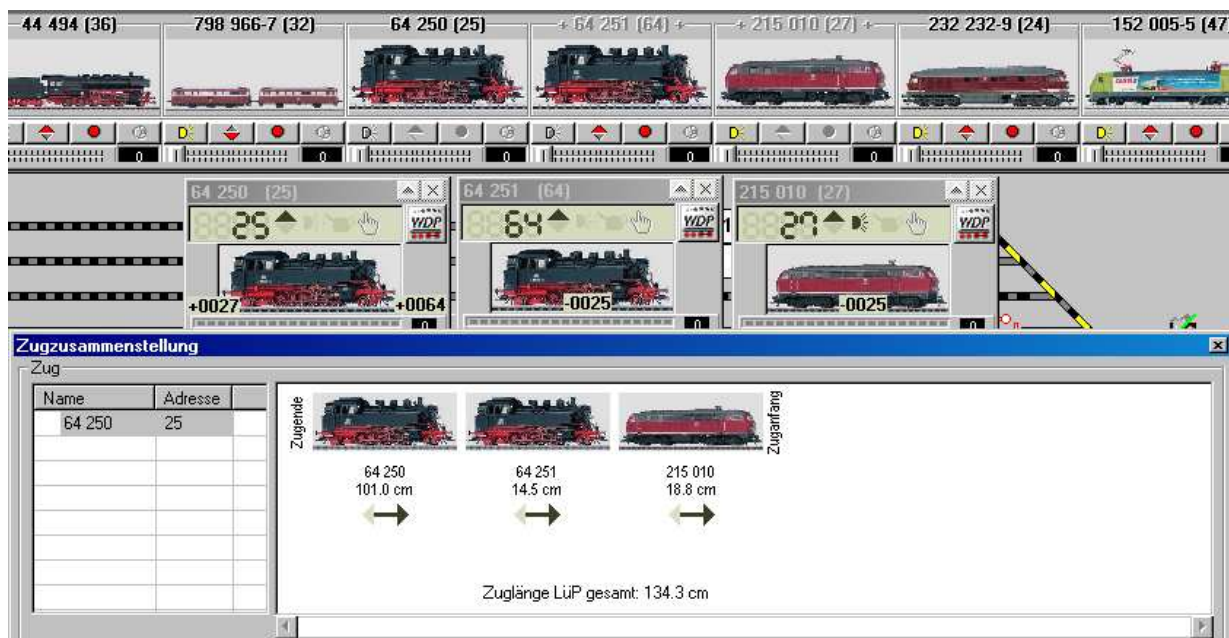 44 494 (36) 798 966-7 (32) 64 250 (25) + 64 251 (64) + + 215 010 (27) + 232 232-9 (24) 152 005-5 (47
D D D D D D
0 0 0 0 0 0
64 250 (25) 64 251 (64) 215 010 (27)
25 WDP 64 WDP 27 WDP
+0027 +0064 -0025 -0025
0 0 0
Zugzusammenstellung
Zug
Name Adresse
64 250 25
Zugende
Zuganfang
64 250 64 251 215 010
101.0 cm 14.5 cm 18.8 cm
Zuglänge LüP gesamt: 134.3 cm